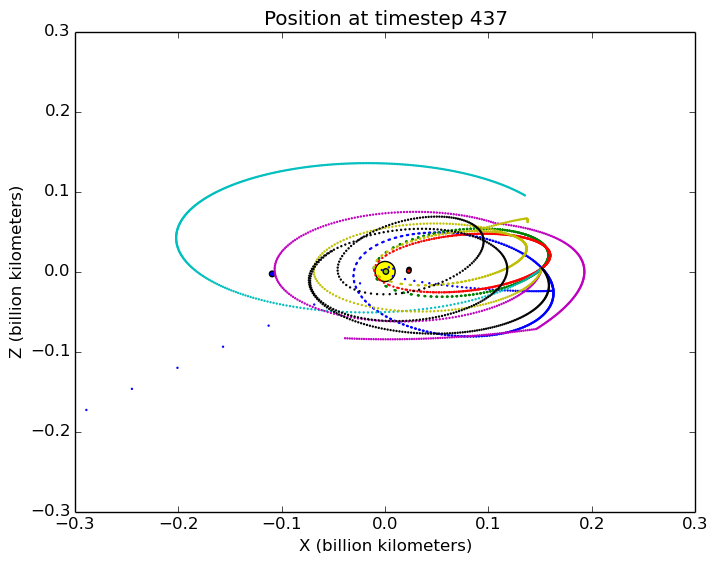 Position at timestep 437
0.3
0.2
0.1
0.0
−0.1
−0.2
−0.3
Z (billion kilometers)
−0.3 −0.2 −0.1 0.0 0.1 0.2 0.3
X (billion kilometers)